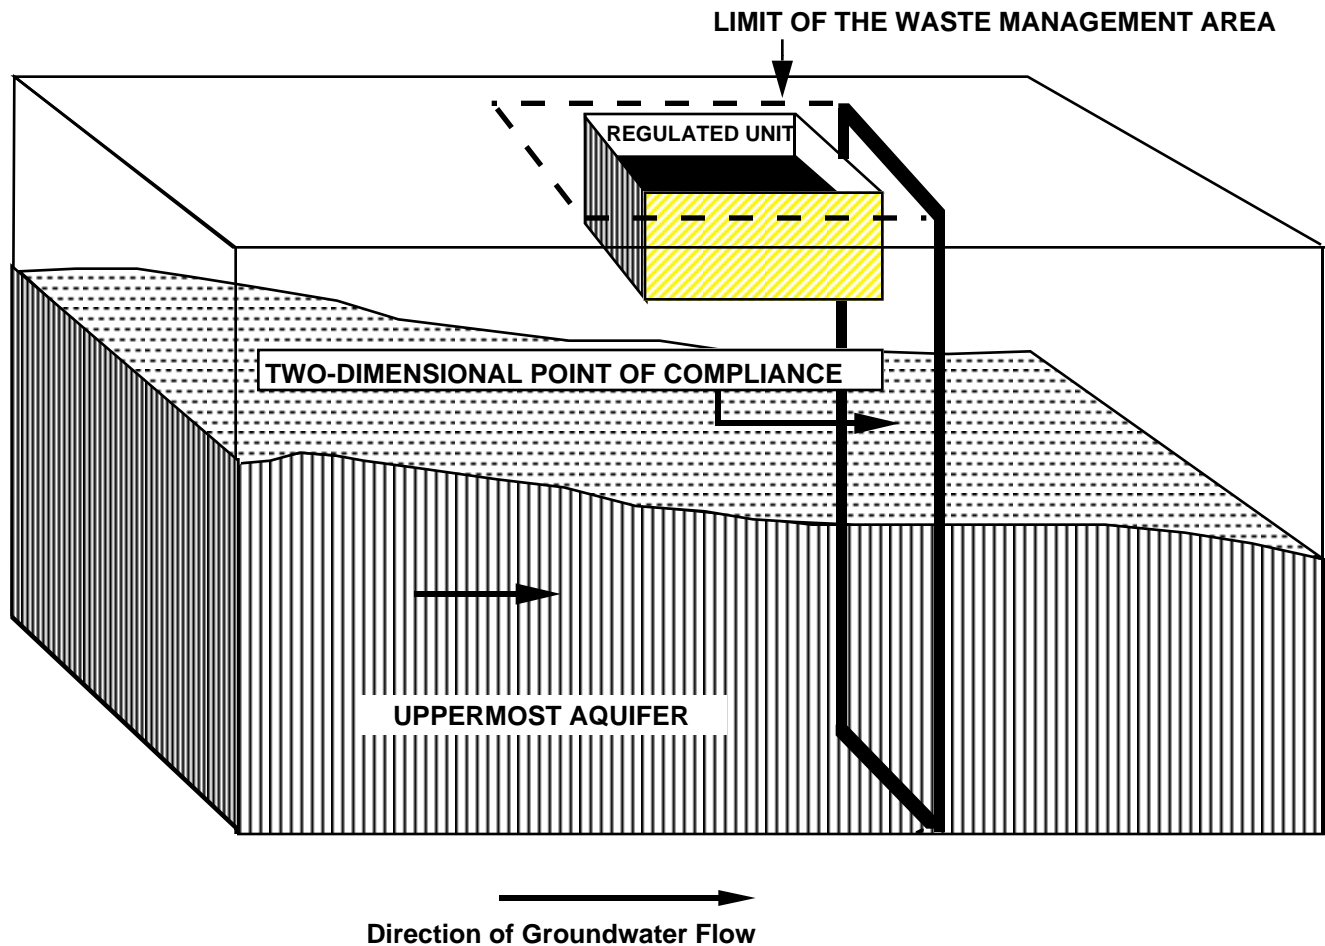 LIMIT OF THE WASTE MANAGEMENT AREA
REGULATED UNIT
TWO-DIMENSIONAL POINT OF COMPLIANCE
UPPERMOST AQUIFER
Direction of Groundwater Flow